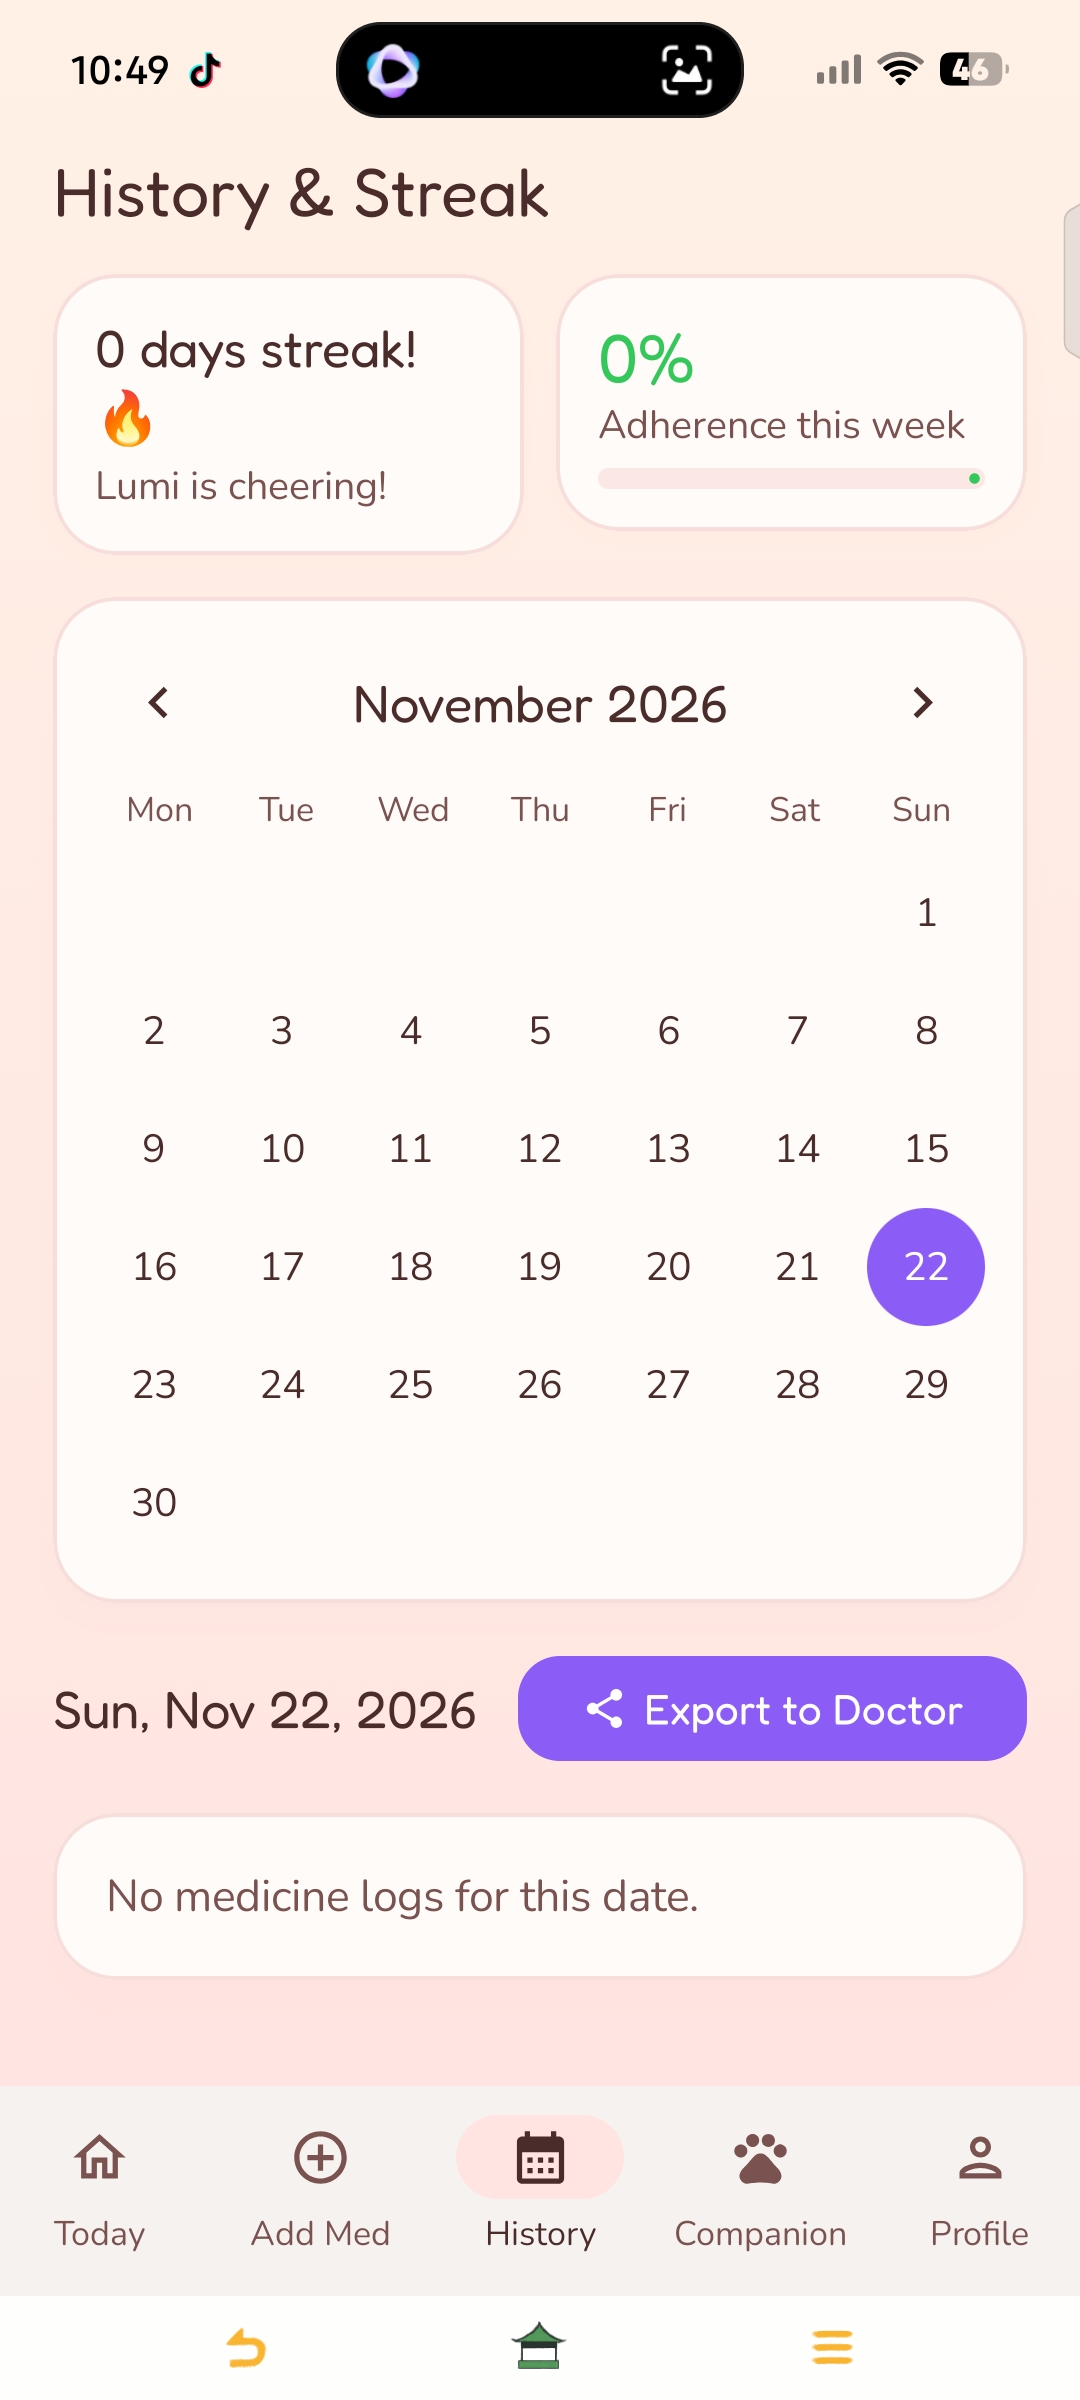 10:49
46
History & Streak
0 days streak!
🔥
Lumi is cheering!
0%
Adherence this week
November 2026
Mon Tue Wed Thu Fri Sat Sun
1
2 3 4 5 6 7 8
9 10 11 12 13 14 15
16 17 18 19 20 21 22
23 24 25 26 27 28 29
30
Sun, Nov 22, 2026
Export to Doctor
No medicine logs for this date.
Today Add Med History Companion Profile